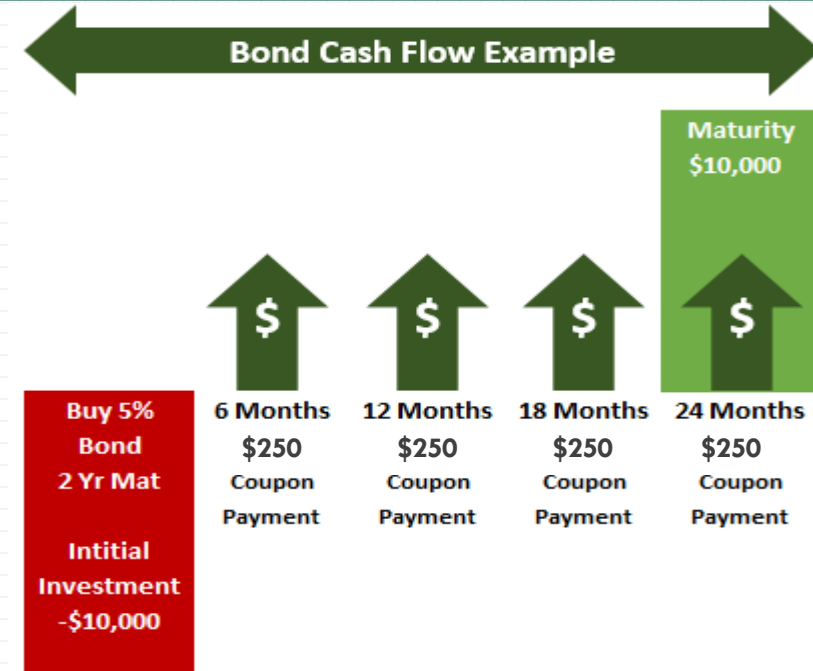 Bond Cash Flow Example
Maturity
$10,000
$ $ $ $
Buy 5%
Bond
2 Yr Mat
Intitial
Investment
-$10,000
6 Months
$250
Coupon
Payment
12 Months
$250
Coupon
Payment
18 Months
$250
Coupon
Payment
24 Months
$250
Coupon
Payment